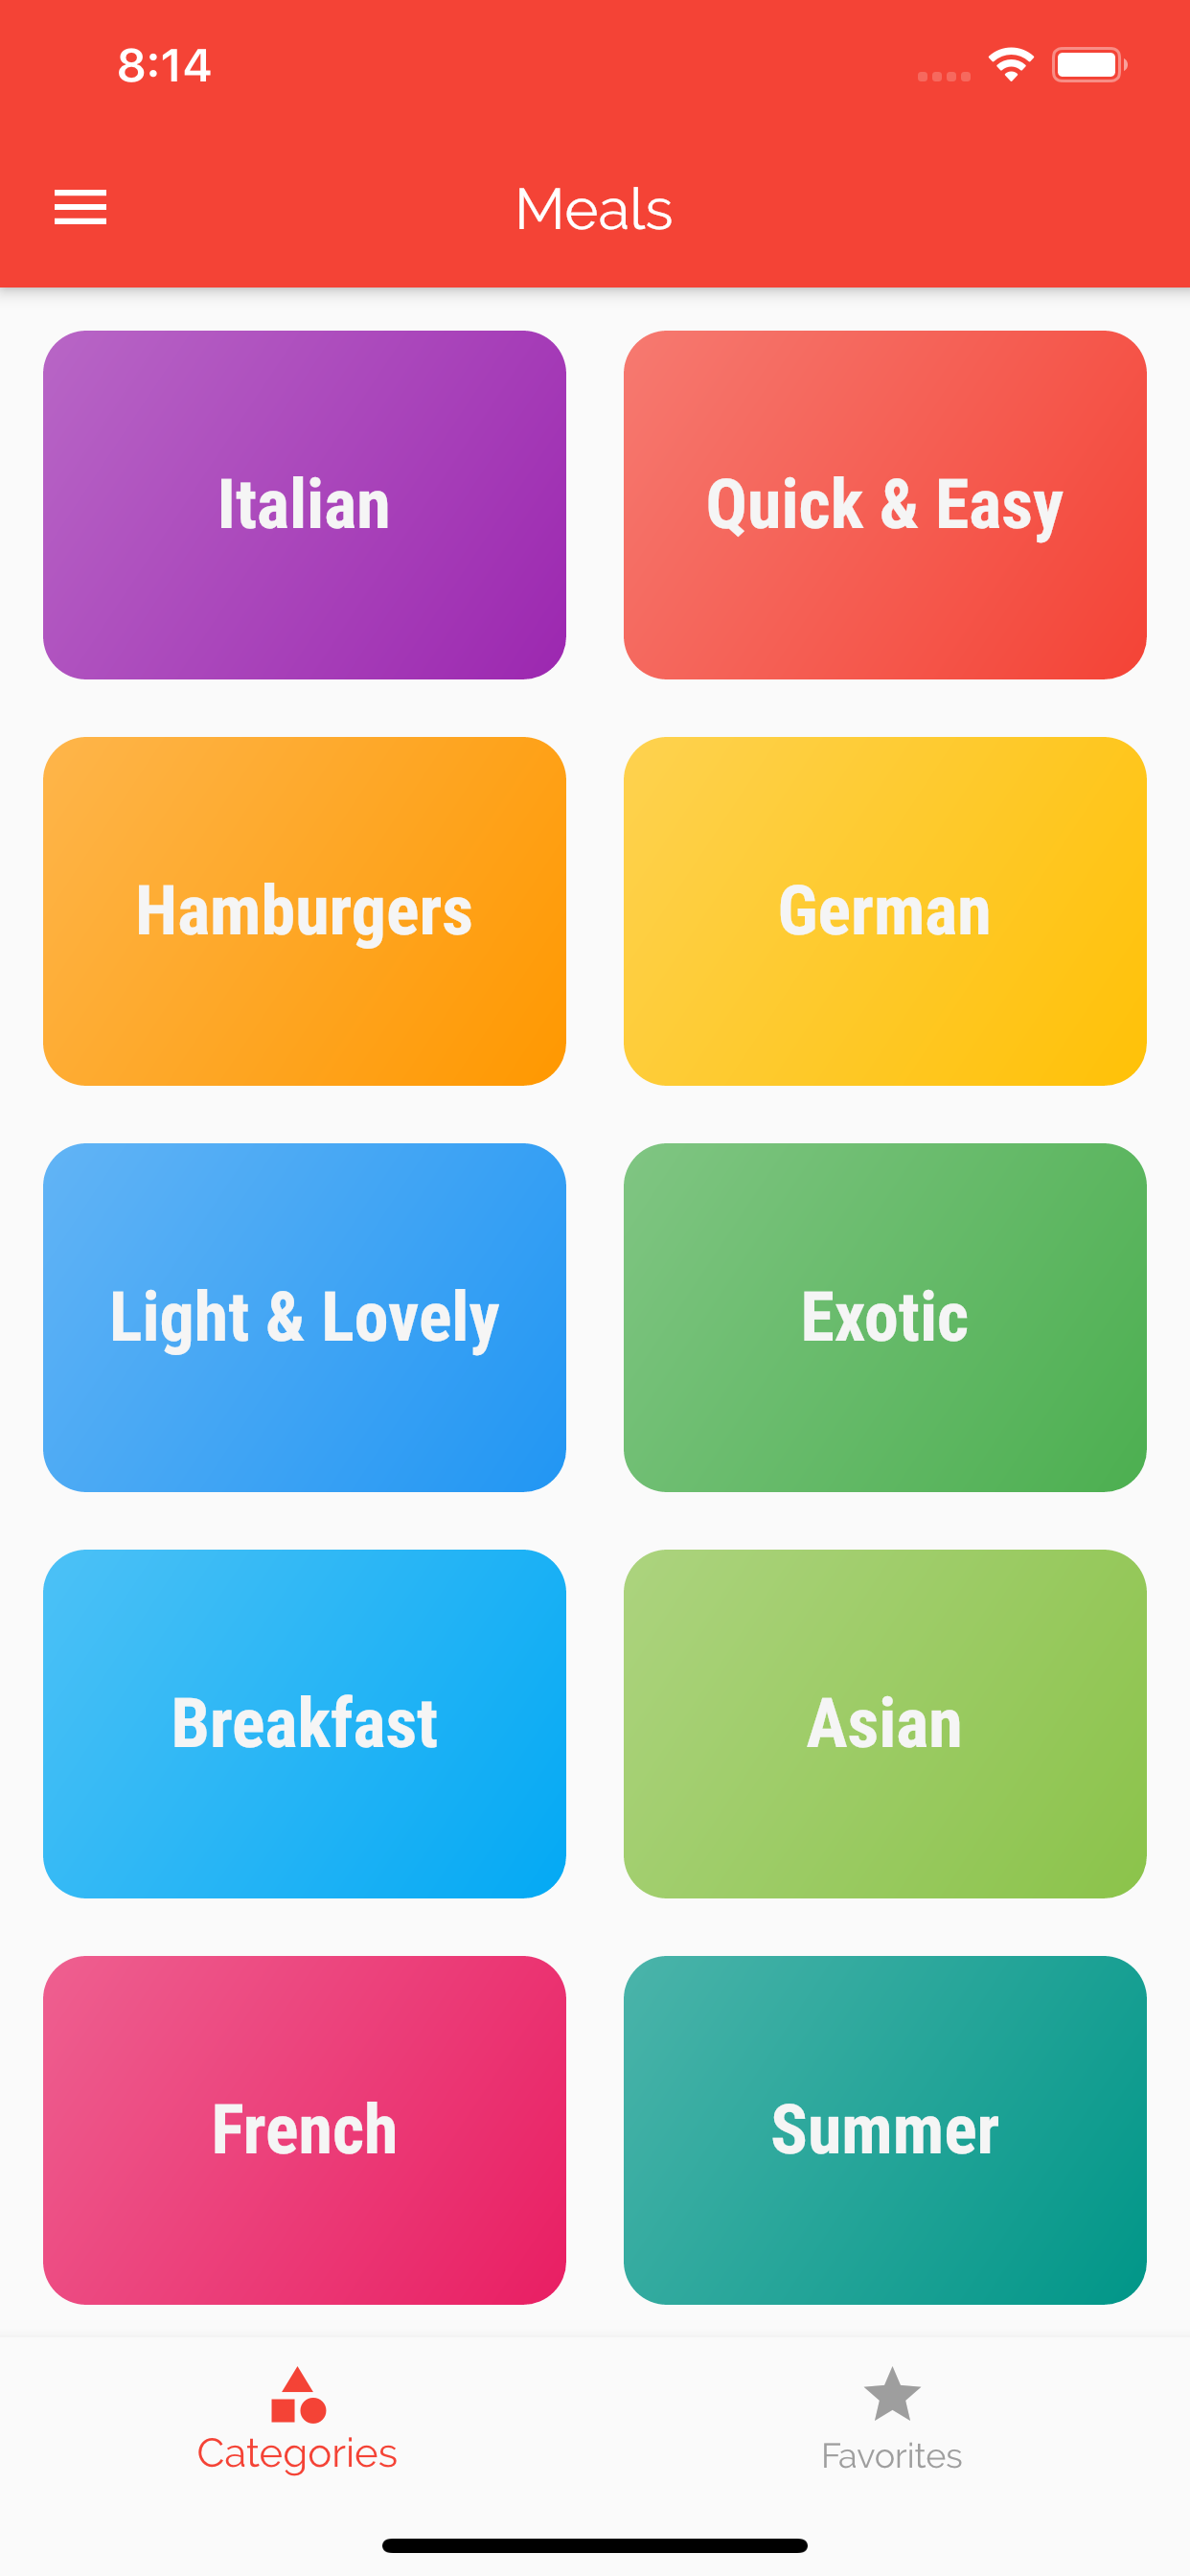 8:14
Meals
Italian
Quick & Easy
Hamburgers
German
Light & Lovely
Exotic
Breakfast
Asian
French
Summer
Categories
Favorites